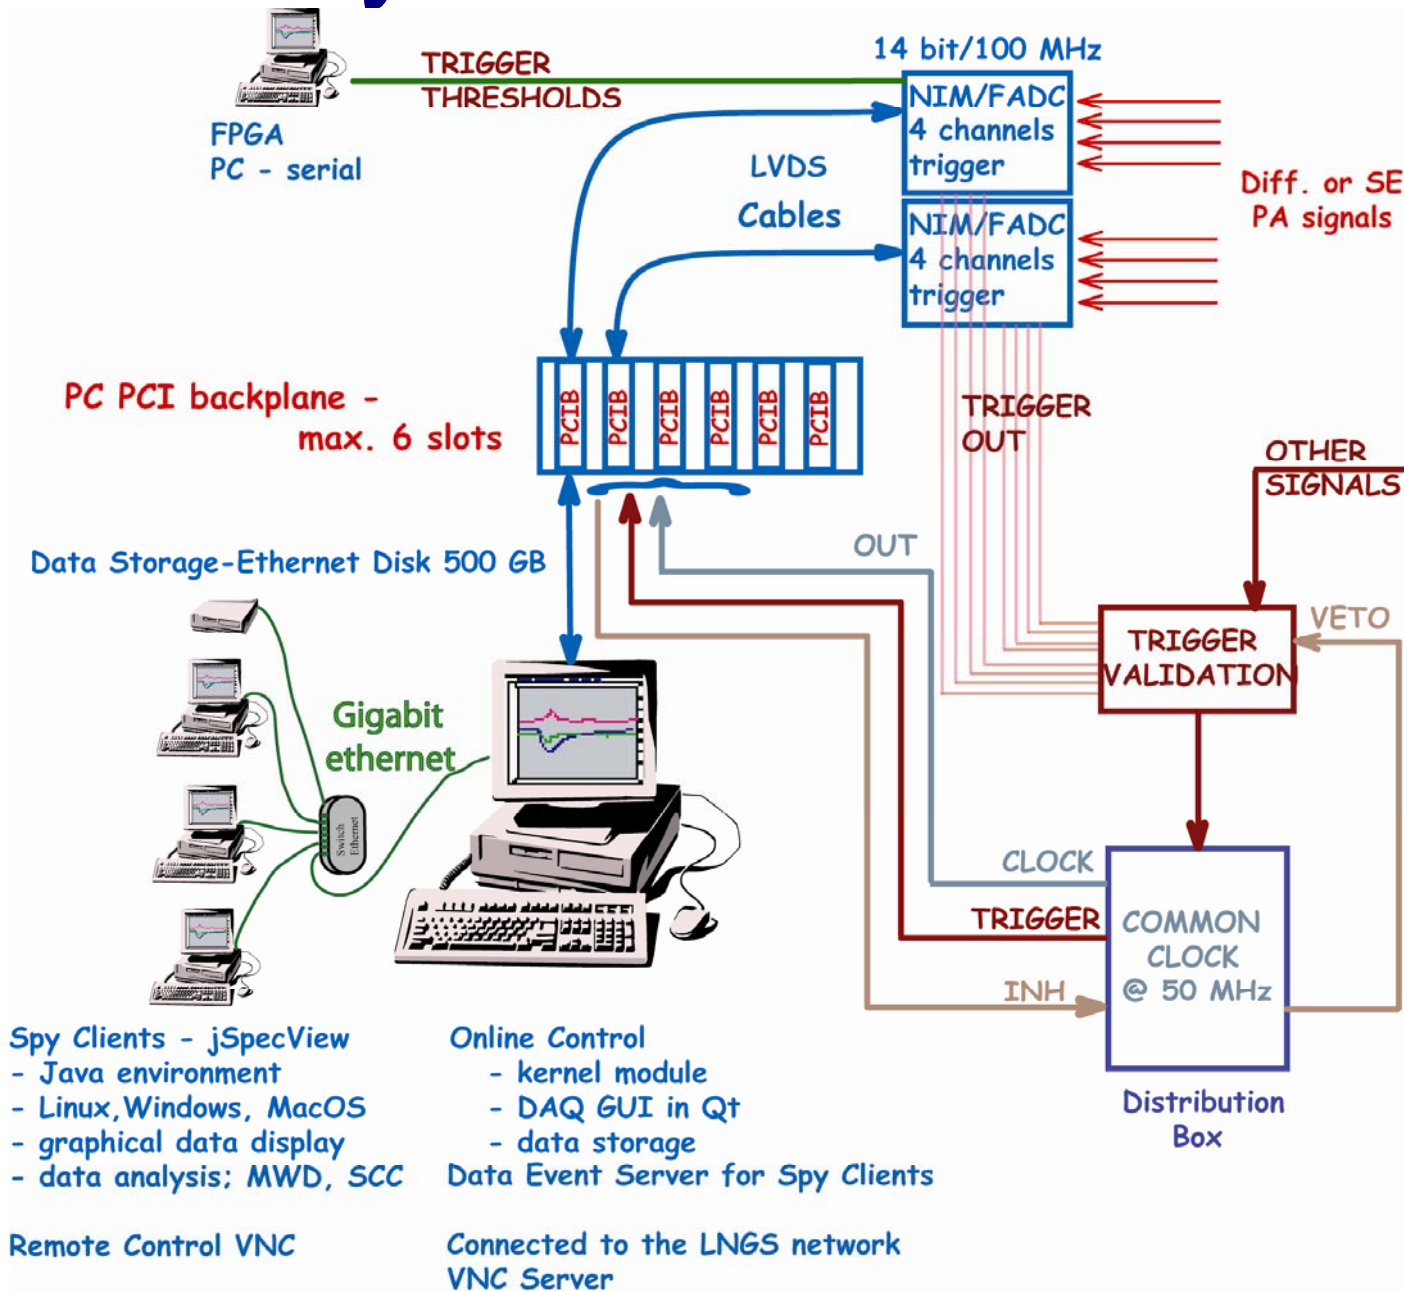 14 bit/100 MHz
TRIGGER
THRESHOLDS
FPGA
PC - serial
NIM/FADC
4 channels
trigger
LVDS
Cables
Diff. or SE
PA signals
NIM/FADC
4 channels
trigger
PC PCI backplane -
max. 6 slots
PCIB
PCIB
PCIB
PCIB
PCIB
PCIB
TRIGGER
OUT
OTHER
SIGNALS
OUT
Data Storage-Ethernet Disk 500 GB
VETO
TRIGGER
VALIDATION
Gigabit
ethernet
Switch
Ethernet
CLOCK
TRIGGER
INH
COMMON
CLOCK
@ 50 MHz
Distribution
Box
Spy Clients - jSpecView
- Java environment
- Linux,Windows, MacOS
- graphical data display
- data analysis; MWD, SCC
Remote Control VNC
Online Control
- kernel module
- DAQ GUI in Qt
- data storage
Data Event Server for Spy Clients
Connected to the LNGS network
VNC Server